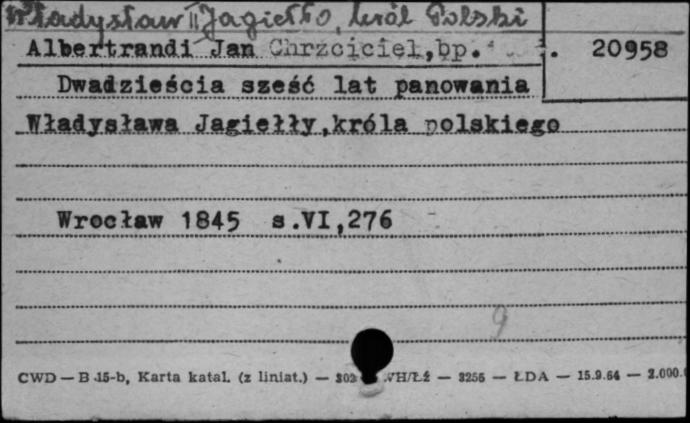 Władysław II Jagiełło, król Polski
Albertrandi Jan Chrzciciel,bp. 20958
Dwadzieścia sześć lat panowania
Władysława Jagiełły,króla polskiego
Wrocław 1845 s.VI,276
9
CWD — B 15-b, Karta katal. (z liniat.) — 3256 — ŁDA — 15.9.64 — 2.000.